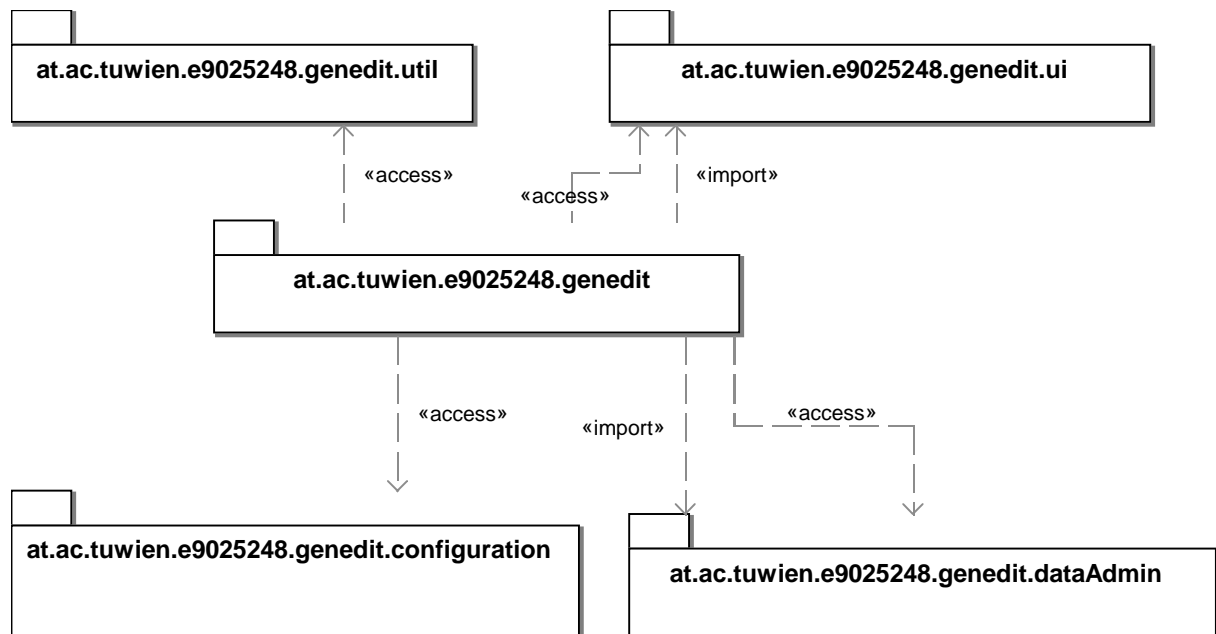 at.ac.tuwien.e9025248.genedit.util
at.ac.tuwien.e9025248.genedit.ui
«access»
«access»
«import»
at.ac.tuwien.e9025248.genedit
«access»
«import»
«access»
at.ac.tuwien.e9025248.genedit.configuration
at.ac.tuwien.e9025248.genedit.dataAdmin